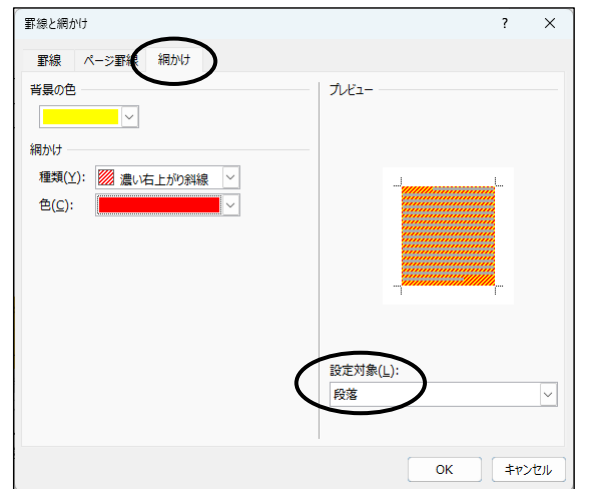 罫線と網かけ ? ×
罫線 ページ罫線 網かけ
背景の色
網かけ
種類(Y): 濃い右上がり斜線
色(C):
プレビュー
設定対象(L):
段落
OK キャンセル